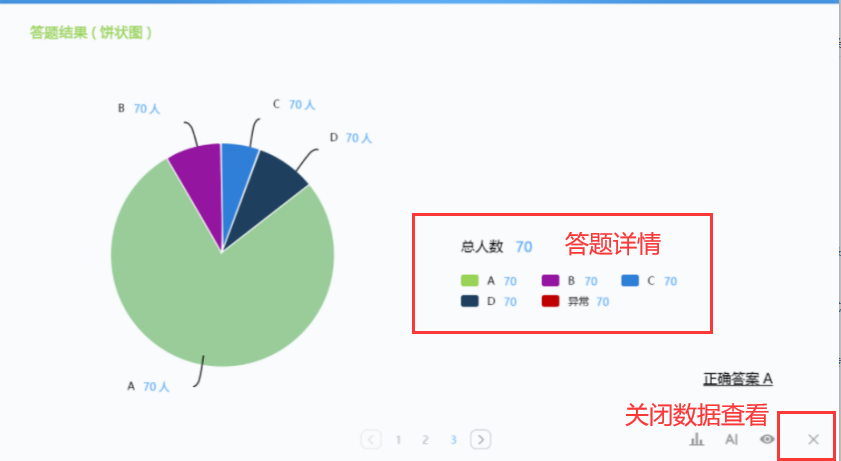 答题结果(饼状图)
B 70人
C 70人
D 70人
总人数 70
答题详情
A 70 B 70 C 70
D 70 异常 70
A 70人
正确答案 A
关闭数据查看
< 1 2 3 >
AI ×